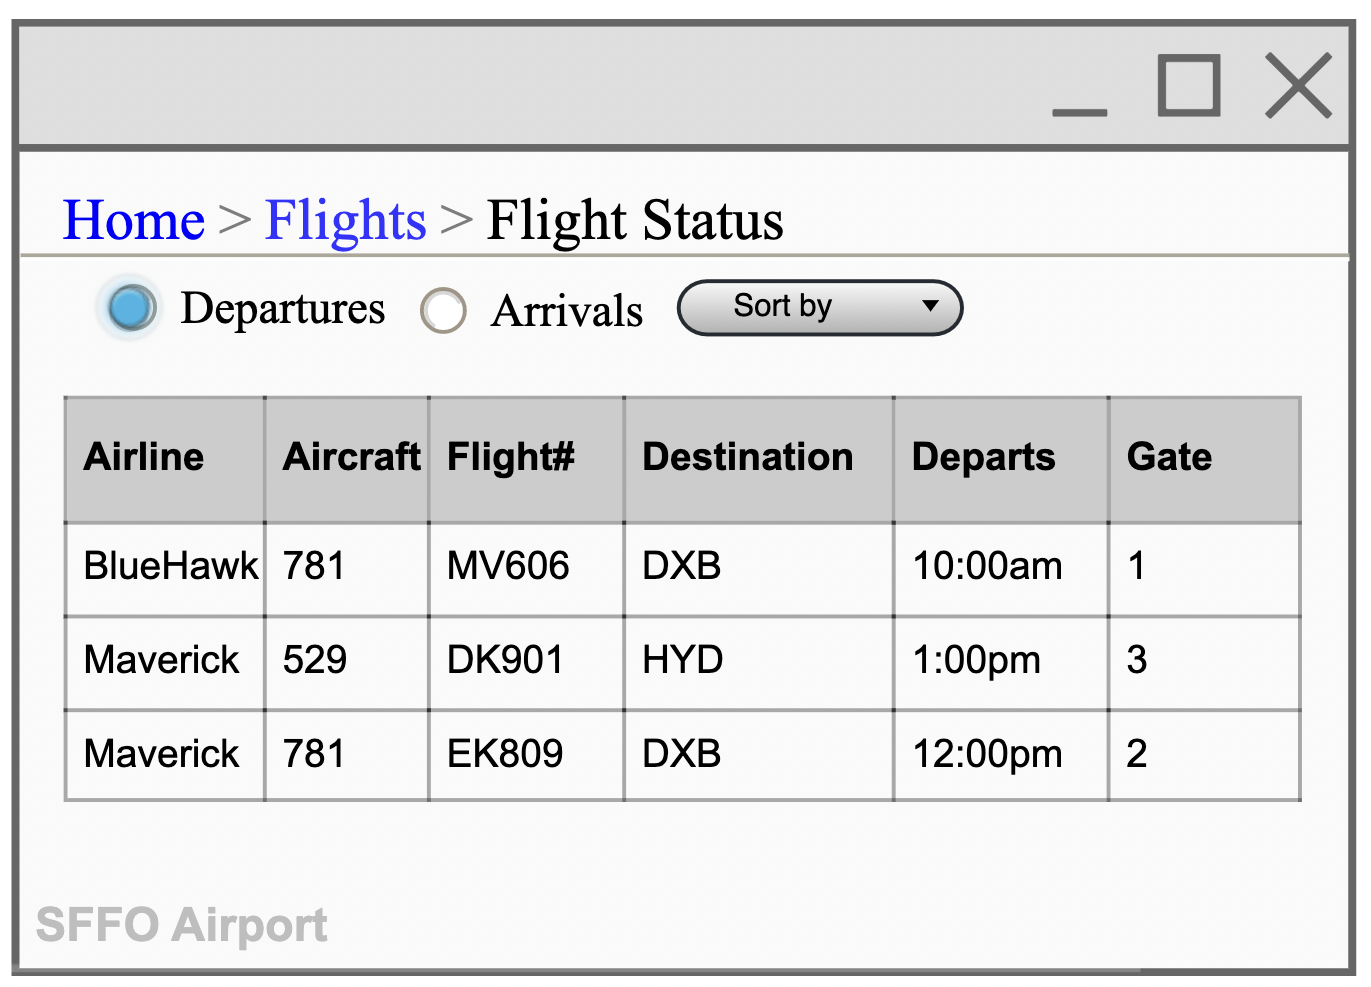 Home > Flights > Flight Status
Departures Arrivals Sort by
Airline Aircraft Flight# Destination Departs Gate
BlueHawk 781 MV606 DXB 10:00am 1
Maverick 529 DK901 HYD 1:00pm 3
Maverick 781 EK809 DXB 12:00pm 2
SFFO Airport